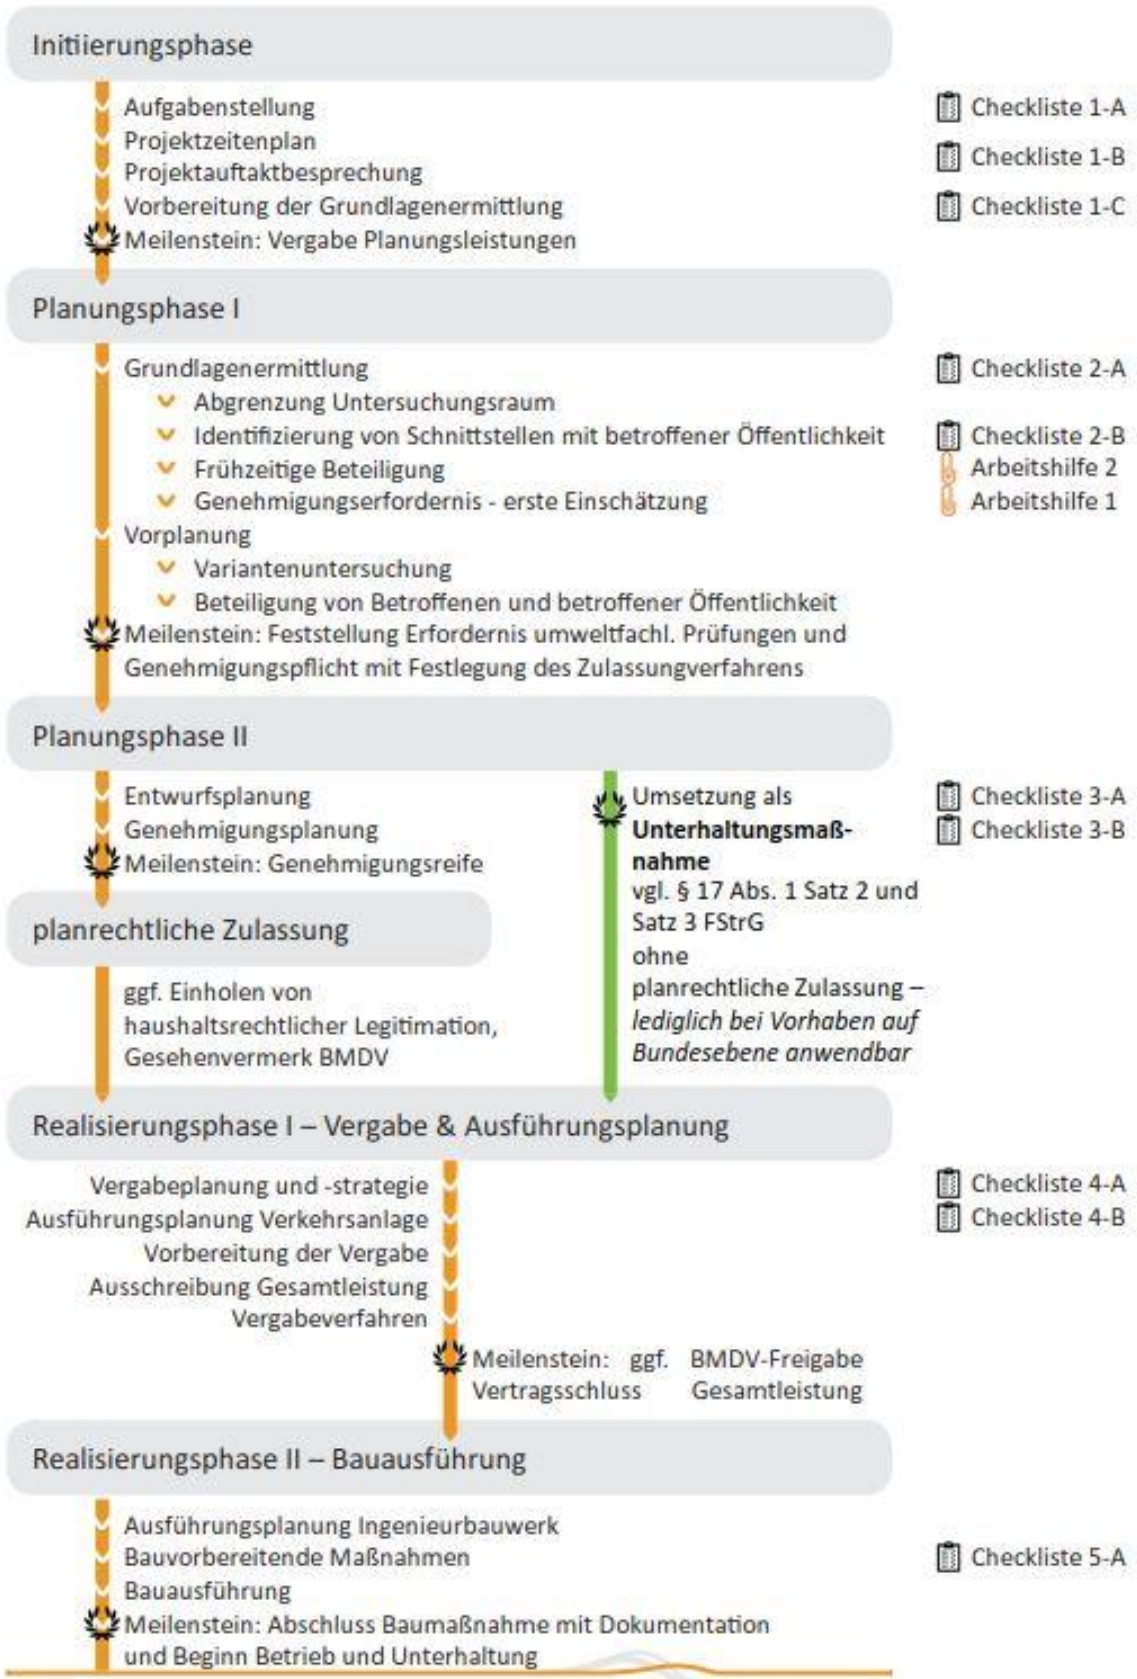 Initiierungsphase
Aufgabenstellung
Checkliste 1-A
Projektzeitenplan
Checkliste 1-B
Projektauftaktbesprechung
Vorbereitung der Grundlagenermittlung
Checkliste 1-C
Meilenstein: Vergabe Planungsleistungen
Planungsphase I
Grundlagenermittlung
Checkliste 2-A
Abgrenzung Untersuchungsraum
Identifizierung von Schnittstellen mit betroffener Öffentlichkeit
Checkliste 2-B
Frühzeitige Beteiligung
Arbeitshilfe 2
Genehmigungserfordernis - erste Einschätzung
Arbeitshilfe 1
Vorplanung
Variantenuntersuchung
Beteiligung von Betroffenen und betroffener Öffentlichkeit
Meilenstein: Feststellung Erfordernis umweltfachl. Prüfungen und
Genehmigungspflicht mit Festlegung des Zulassungverfahrens
Planungsphase II
Entwurfsplanung
Genehmigungsplanung
Meilenstein: Genehmigungsreife
Umsetzung als
Unterhaltungsmaß-
nahme
vgl. § 17 Abs. 1 Satz 2 und
Satz 3 FStrG
ohne
planrechtliche Zulassung –
lediglich bei Vorhaben auf
Bundesebene anwendbar
Checkliste 3-A
Checkliste 3-B
planrechtliche Zulassung
ggf. Einholen von
haushaltsrechtlicher Legitimation,
Gesehenvermerk BMDV
Realisierungsphase I – Vergabe & Ausführungsplanung
Vergabeplanung und -strategie
Checkliste 4-A
Ausführungsplanung Verkehrsanlage
Checkliste 4-B
Vorbereitung der Vergabe
Ausschreibung Gesamtleistung
Vergabeverfahren
Meilenstein: ggf. BMDV-Freigabe
Vertragsschluss Gesamtleistung
Realisierungsphase II – Bauausführung
Ausführungsplanung Ingenieurbauwerk
Bauvorbereitende Maßnahmen
Checkliste 5-A
Bauausführung
Meilenstein: Abschluss Baumaßnahme mit Dokumentation
und Beginn Betrieb und Unterhaltung